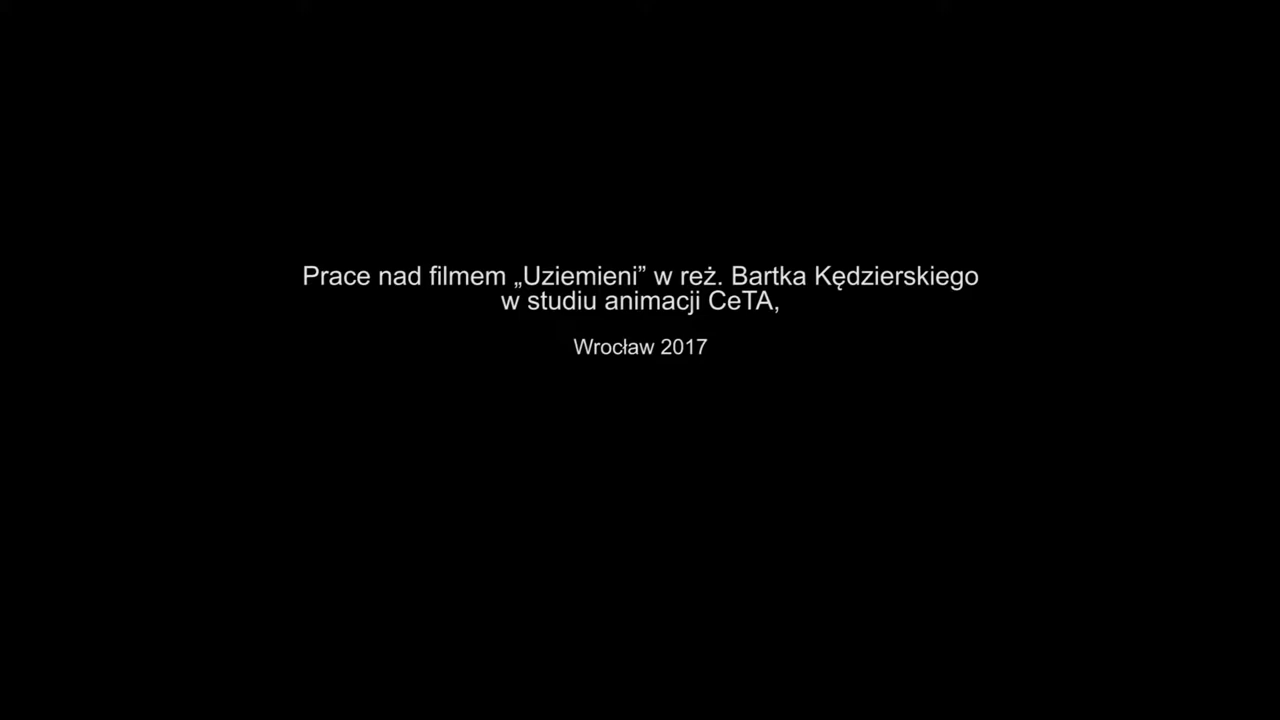 Prace nad filmem „Uziemieni” w reż. Bartka Kędzierskiego
w studiu animacji CeTA,
Wrocław 2017